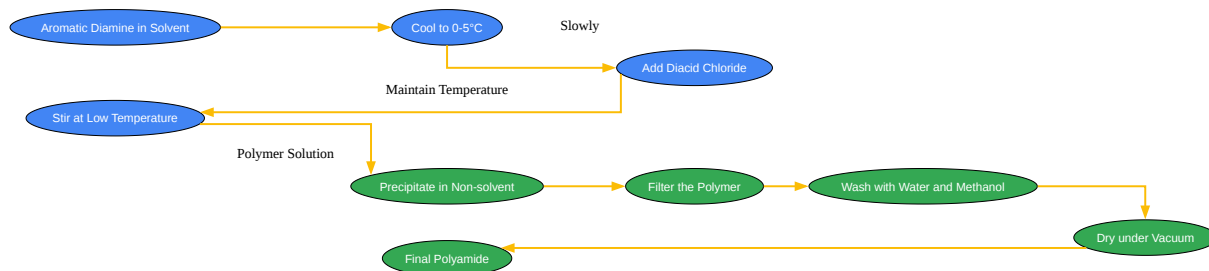 Aromatic Diamine in Solvent
Cool to 0-5°C
Slowly
Add Diacid Chloride
Maintain Temperature
Stir at Low Temperature
Polymer Solution
Precipitate in Non-solvent
Filter the Polymer
Wash with Water and Methanol
Dry under Vacuum
Final Polyamide